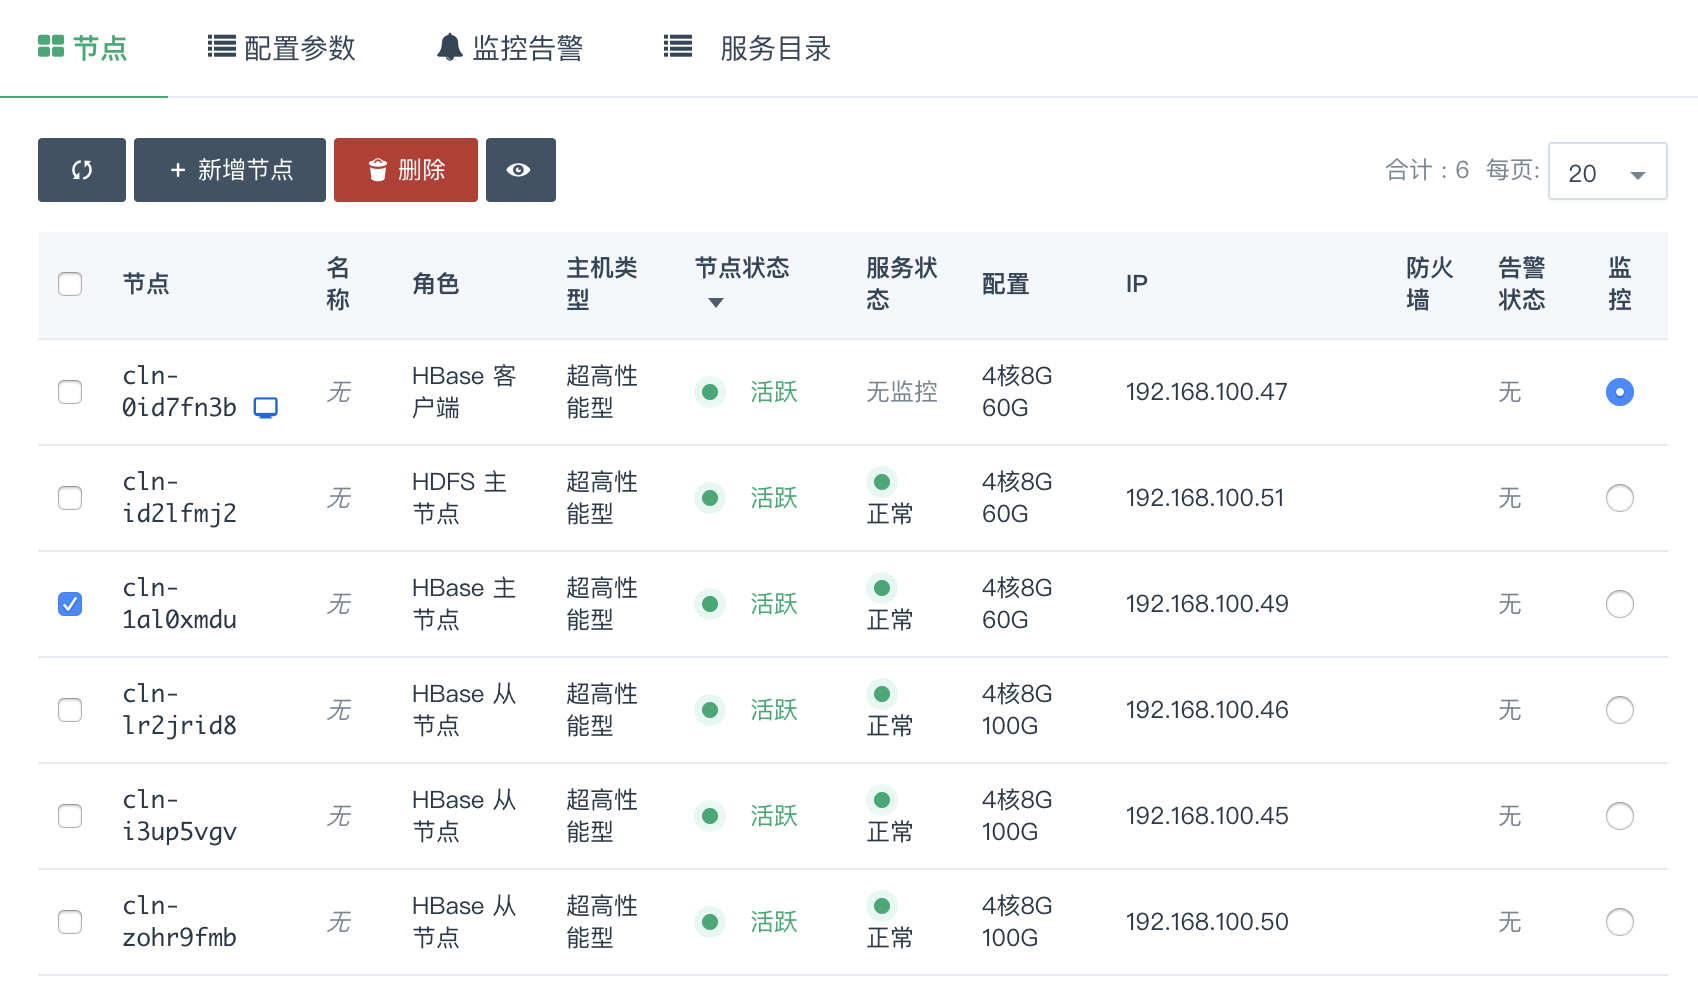 节点 配置参数 监控告警 服务目录
+ 新增节点 删除 合计：6 每页: 20
节点 名称 角色 主机类型 节点状态 服务状态 配置 IP 防火墙 告警状态 监控
cln-0id7fn3b 无 HBase 客户端 超高性能型 活跃 无监控 4核8G 60G 192.168.100.47 无
cln-id2lfmj2 无 HDFS 主节点 超高性能型 活跃 正常 4核8G 60G 192.168.100.51 无
cln-1al0xmdu 无 HBase 主节点 超高性能型 活跃 正常 4核8G 60G 192.168.100.49 无
cln-lr2jrid8 无 HBase 从节点 超高性能型 活跃 正常 4核8G 100G 192.168.100.46 无
cln-i3up5vgv 无 HBase 从节点 超高性能型 活跃 正常 4核8G 100G 192.168.100.45 无
cln-zohr9fmb 无 HBase 从节点 超高性能型 活跃 正常 4核8G 100G 192.168.100.50 无